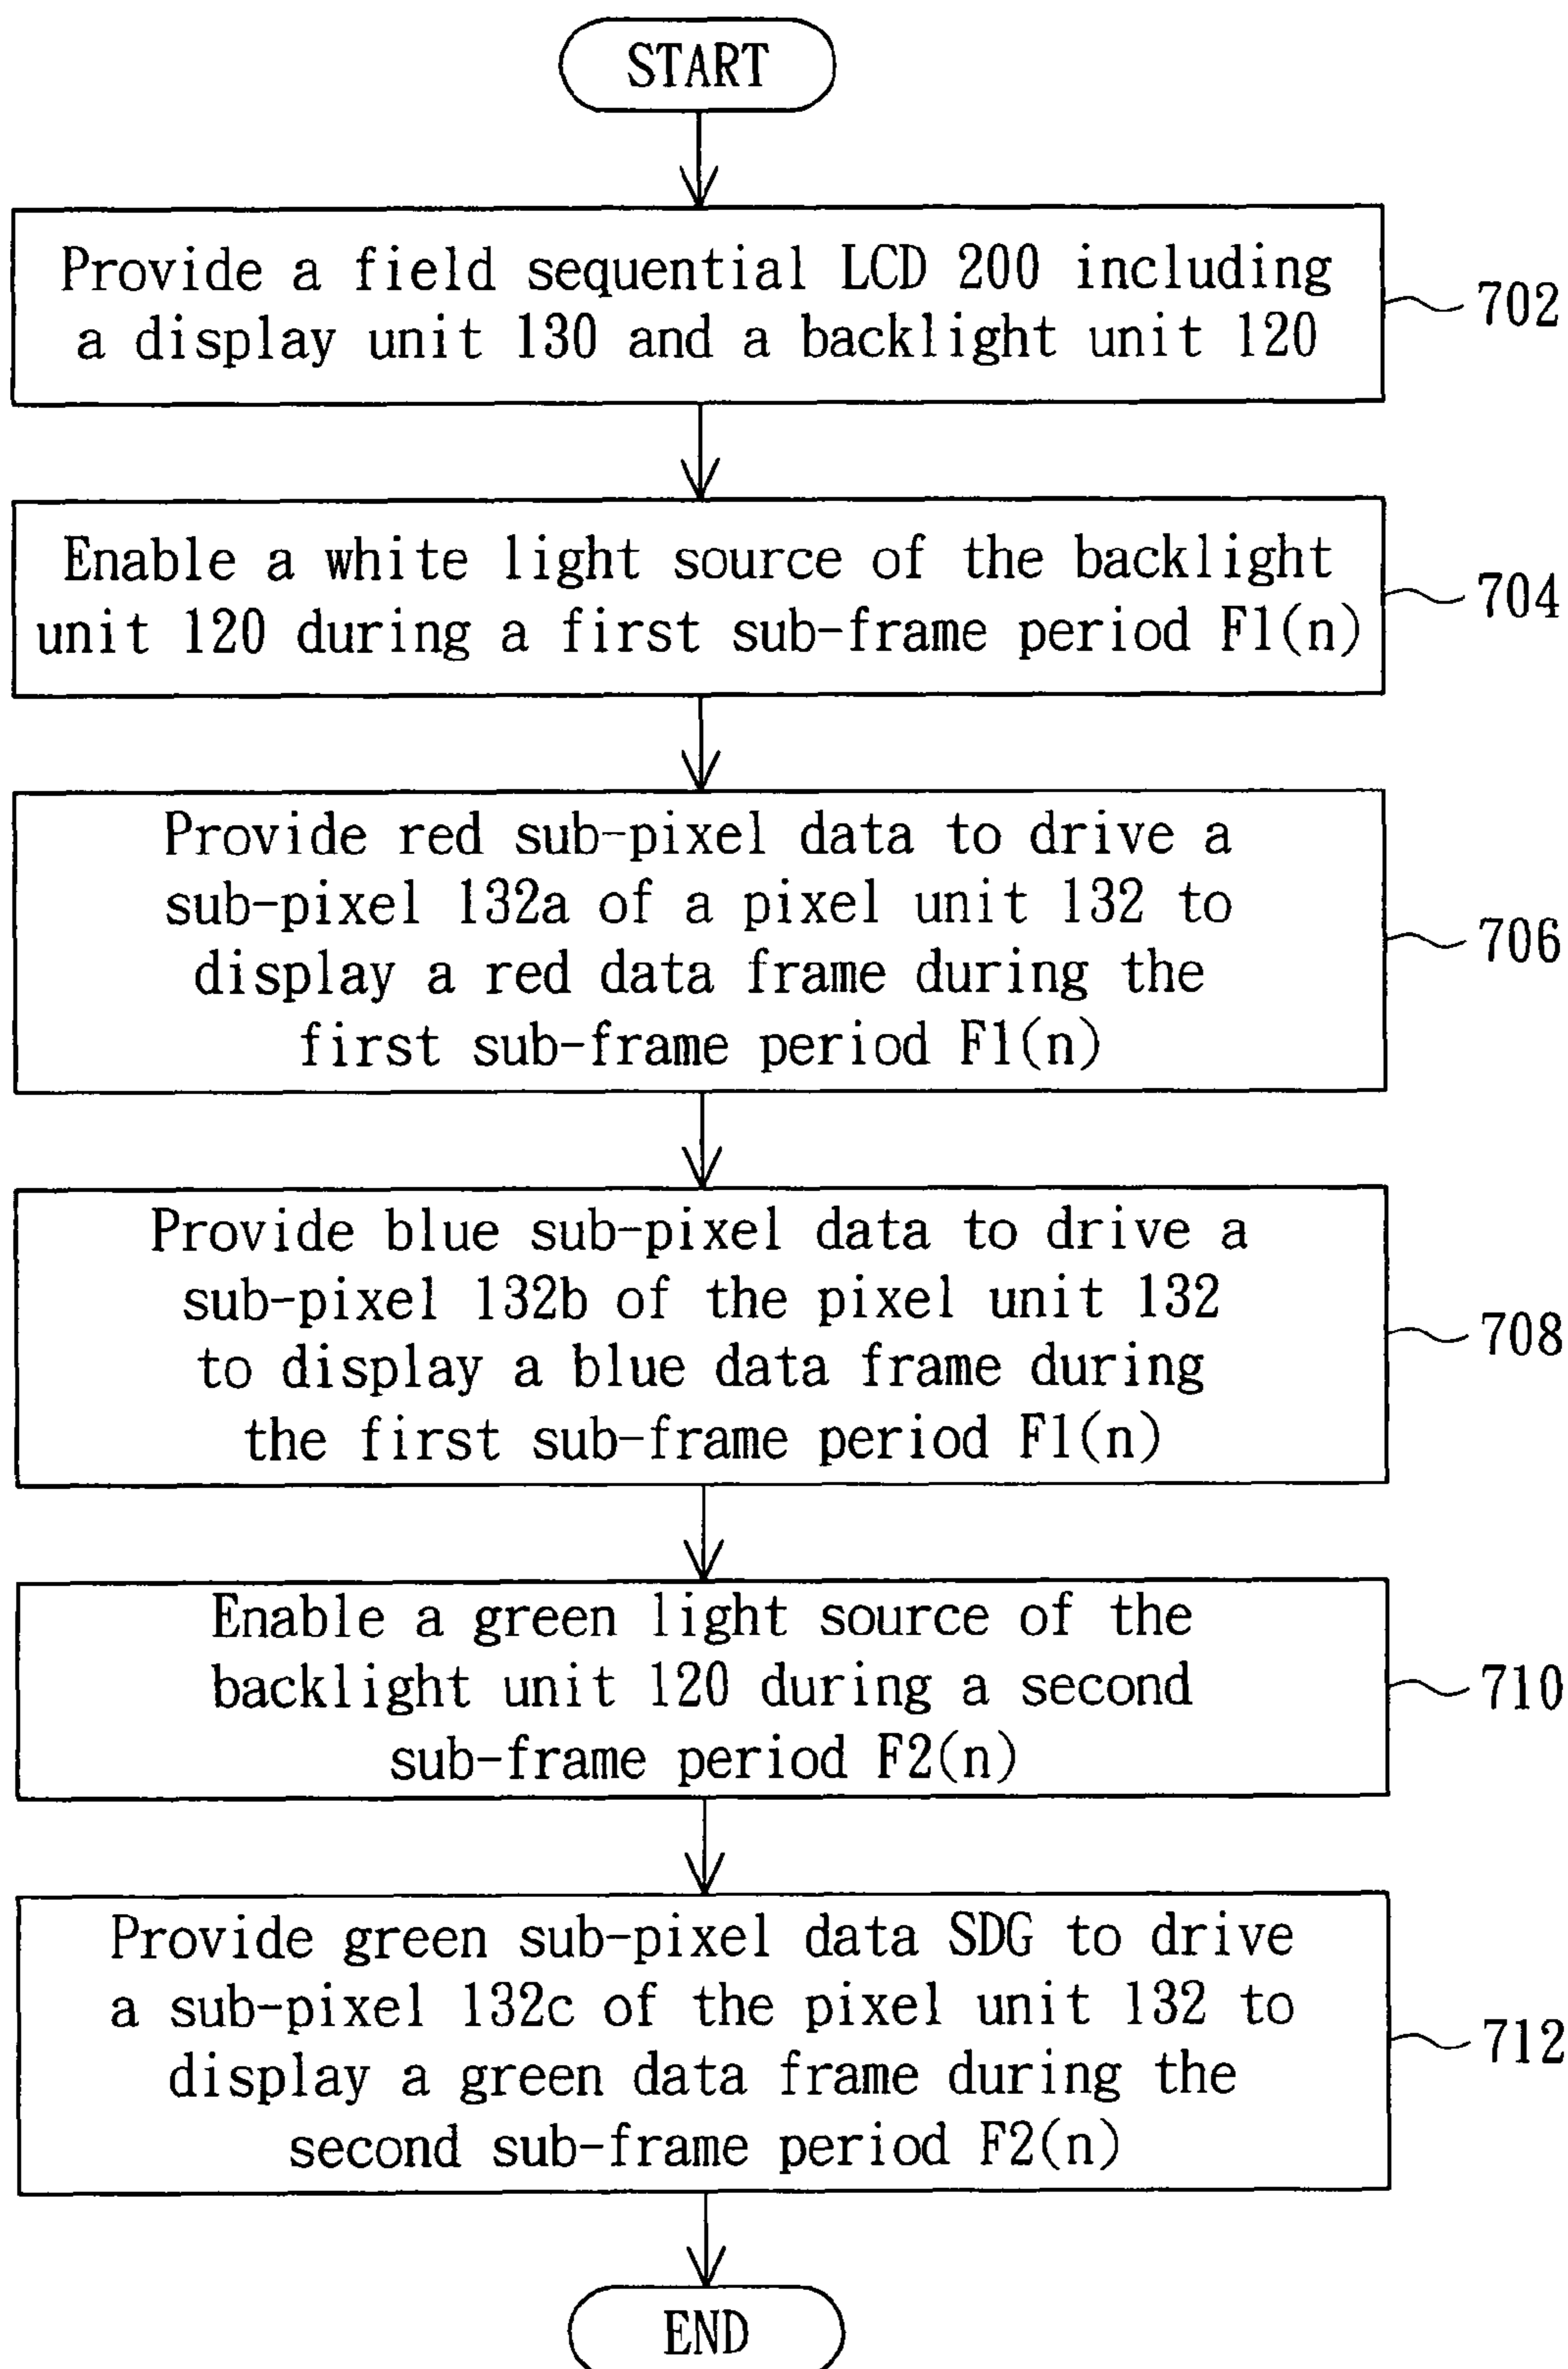 START
Provide a field sequential LCD 200 including
a display unit 130 and a backlight unit 120
702
Enable a white light source of the backlight
unit 120 during a first sub-frame period F1(n)
704
Provide red sub-pixel data to drive a
sub-pixel 132a of a pixel unit 132 to
display a red data frame during the
first sub-frame period F1(n)
706
Provide blue sub-pixel data to drive a
sub-pixel 132b of the pixel unit 132
to display a blue data frame during
the first sub-frame period F1(n)
708
Enable a green light source of the
backlight unit 120 during a second
sub-frame period F2(n)
710
Provide green sub-pixel data SDG to drive
a sub-pixel 132c of the pixel unit 132 to
display a green data frame during the
second sub-frame period F2(n)
712
END